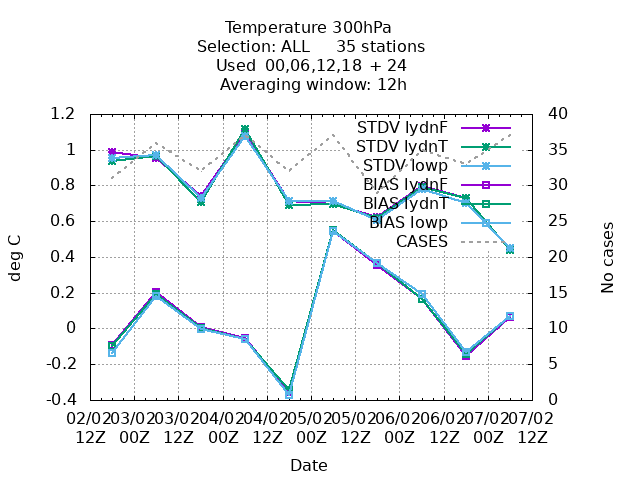 Temperature 300hPa
Selection: ALL 35 stations
Used 00,06,12,18 + 24
Averaging window: 12h
STDV lydnF
STDV lydnT
STDV lowp
BIAS lydnF
BIAS lydnT
BIAS lowp
CASES
1.2
1
0.8
0.6
0.4
0.2
0
-0.2
-0.4
deg C
40
35
30
25
20
15
10
5
0
No cases
02/02 03/02 03/02 04/02 04/02 05/02 05/02 06/02 06/02 07/02 07/02
12Z 00Z 12Z 00Z 12Z 00Z 12Z 00Z 12Z 00Z 12Z
Date